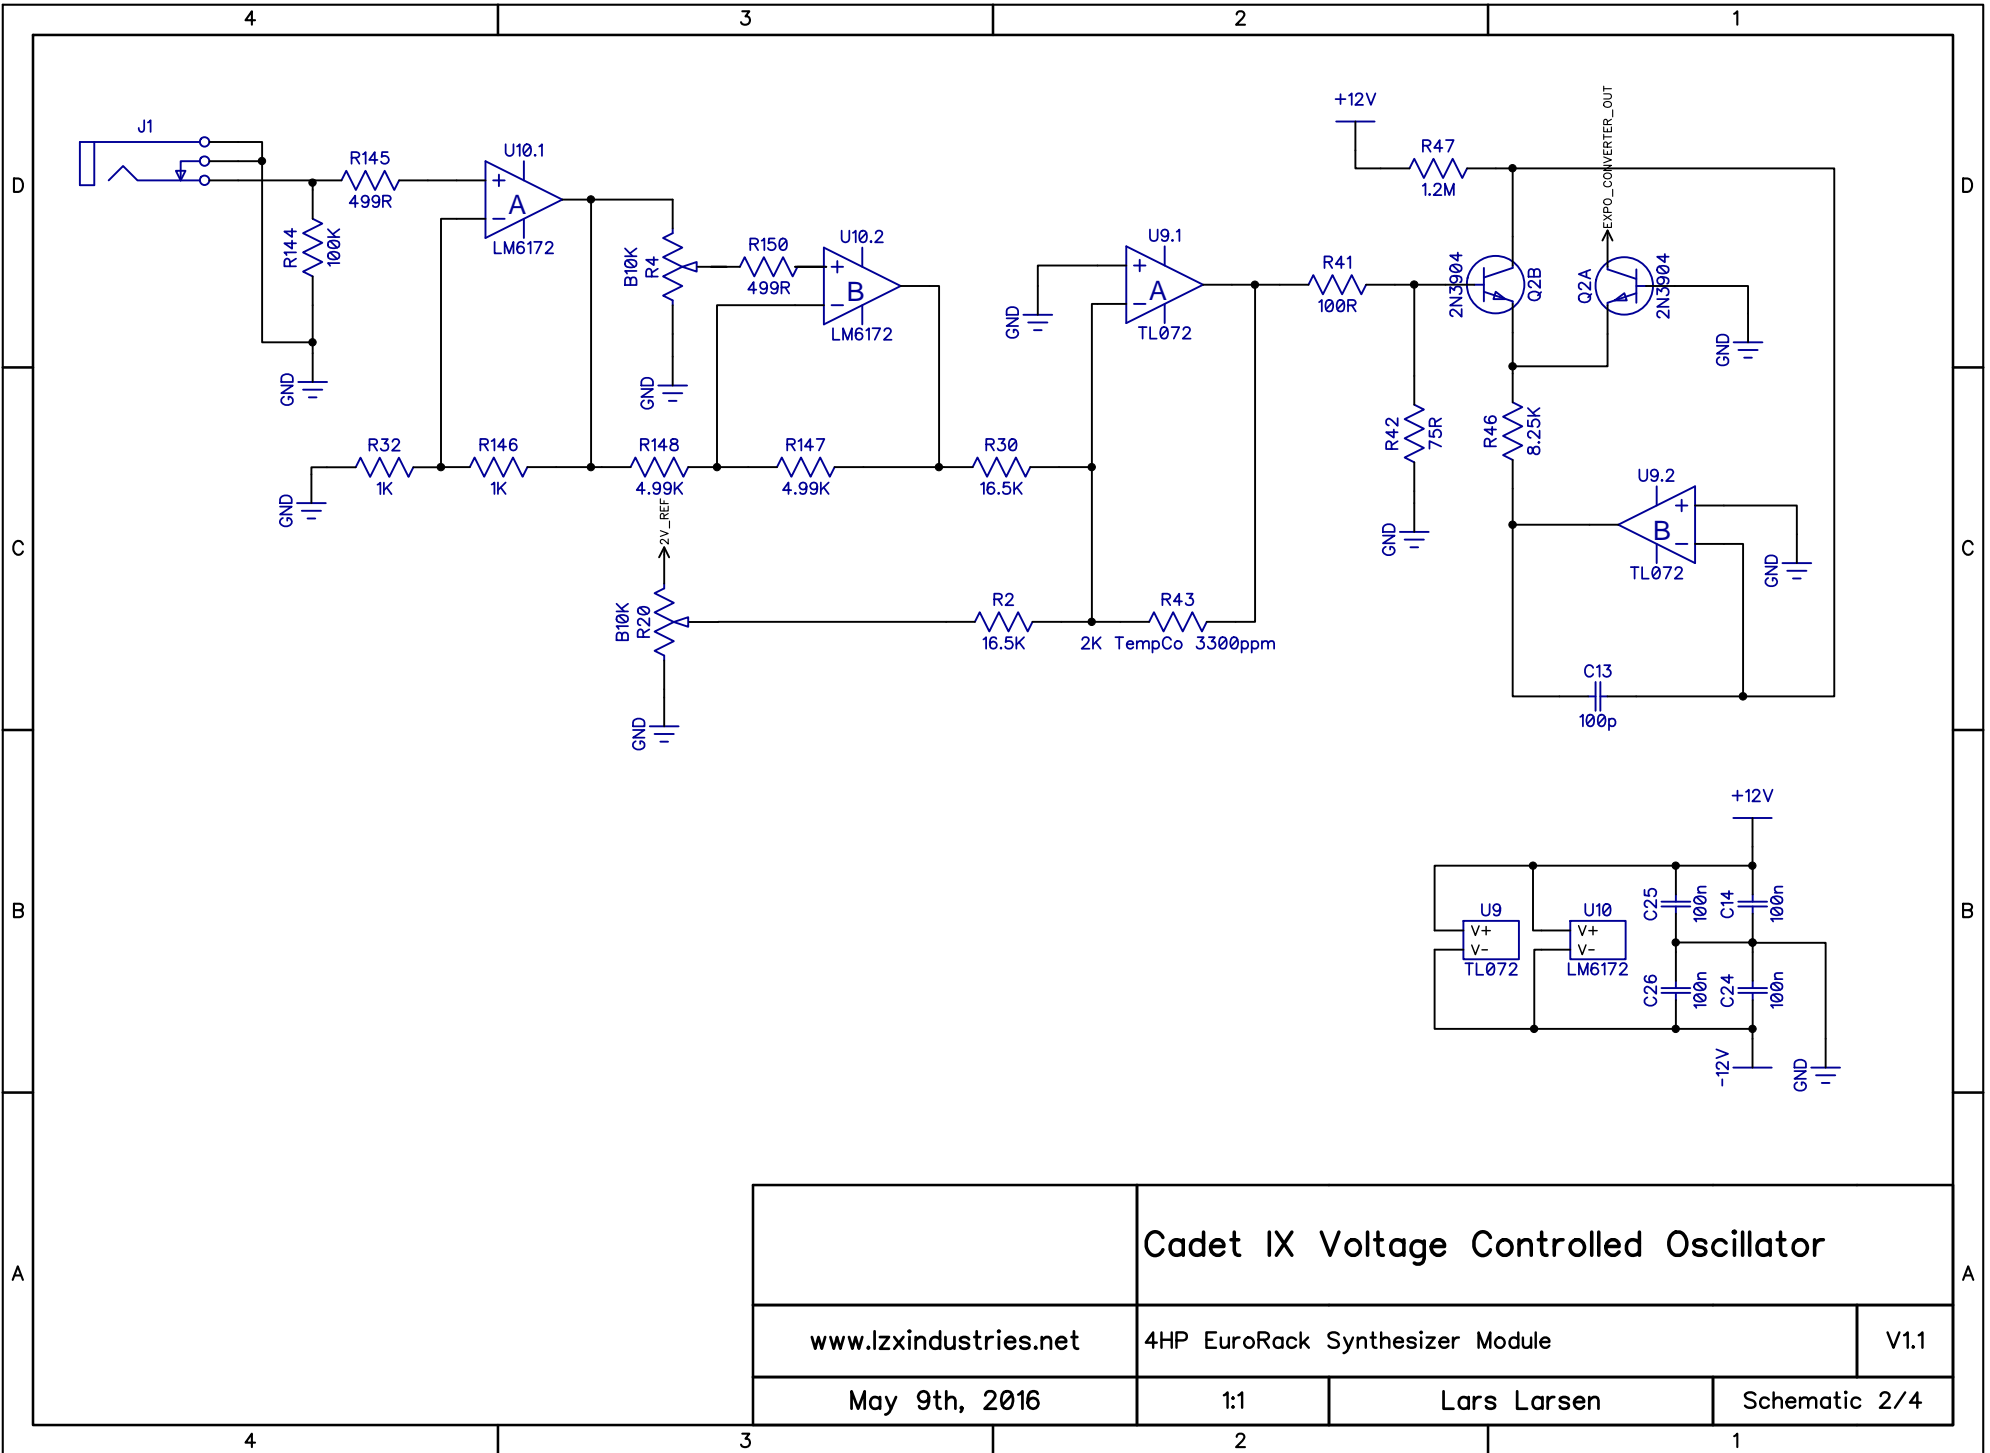 4 3 2 1
D D
C C
B B
A A
4 3 2 1
J1
R145
499R
R144
100K
GND
U10.1
+
-
A
LM6172
B10K
R4
GND
R150
499R
U10.2
+
-
B
LM6172
U9.1
+
-
A
TL072
GND
R41
100R
+12V
R47
1.2M
EXPO_CONVERTER_OUT
2N3904
Q2B
Q2A
2N3904
GND
R32
1K
GND
R146
1K
R148
4.99K
R147
4.99K
R30
16.5K
R42
75R
GND
R46
8.25K
U9.2
+
-
B
TL072
GND
2V_REF
B10K
R20
GND
R2
16.5K
R43
2K TempCo 3300ppm
C13
100p
+12V
U9
V+
V-
TL072
U10
V+
V-
LM6172
C25
100n
C14
100n
C26
100n
C24
100n
-12V
GND
Cadet IX Voltage Controlled Oscillator
www.lzxindustries.net
4HP EuroRack Synthesizer Module
V1.1
May 9th, 2016
1:1
Lars Larsen
Schematic 2/4